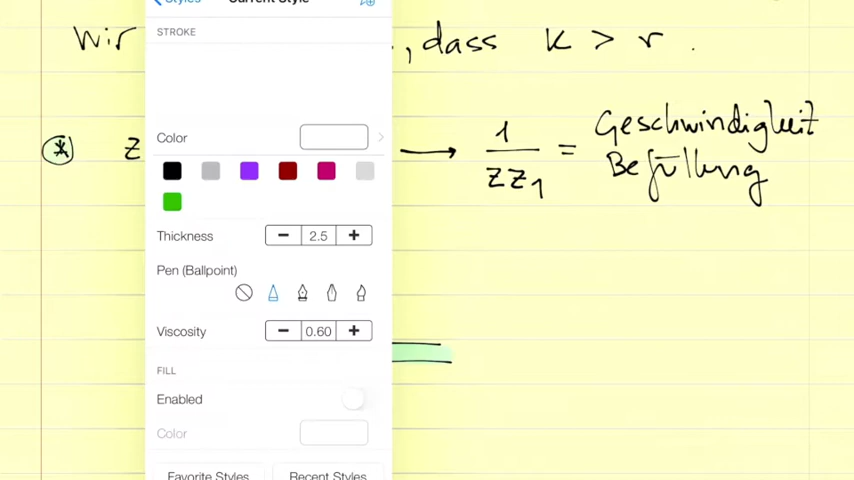 Styles Current Style
STROKE
Wir , dass k > r .
Color
* z → 1/zz1 = Geschwindigkeit
Befüllung
Thickness − 2.5 +
Pen (Ballpoint)
Viscosity − 0.60 +
FILL
Enabled
Color
Favorite Styles Recent Styles